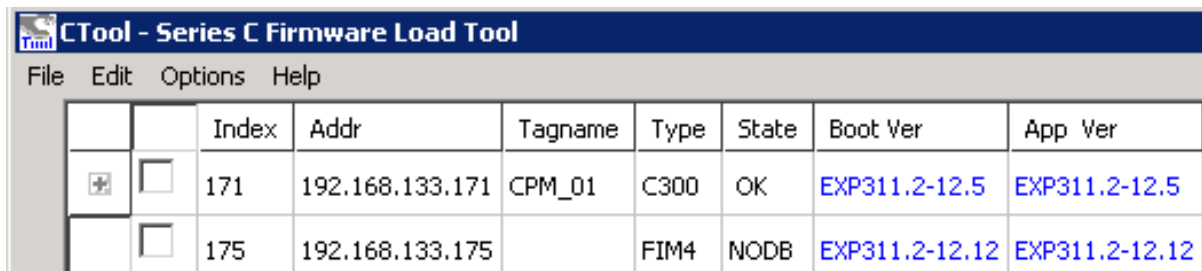 CTool - Series C Firmware Load Tool
File Edit Options Help
Index Addr Tagname Type State Boot Ver App Ver
171 192.168.133.171 CPM_01 C300 OK EXP311.2-12.5 EXP311.2-12.5
175 192.168.133.175 FIM4 NODB EXP311.2-12.12 EXP311.2-12.12